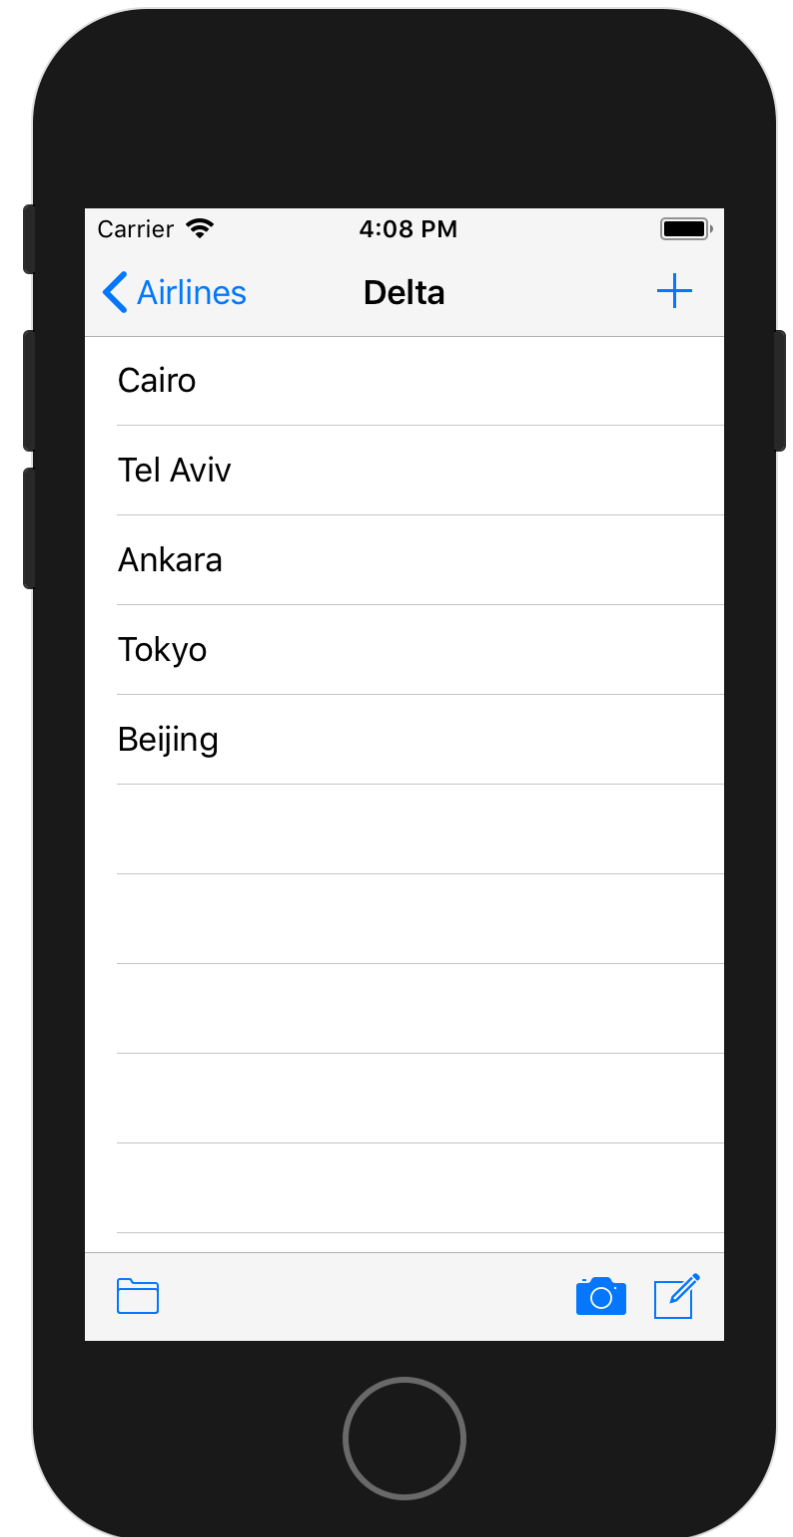 Carrier 4:08 PM
Airlines Delta
Cairo
Tel Aviv
Ankara
Tokyo
Beijing